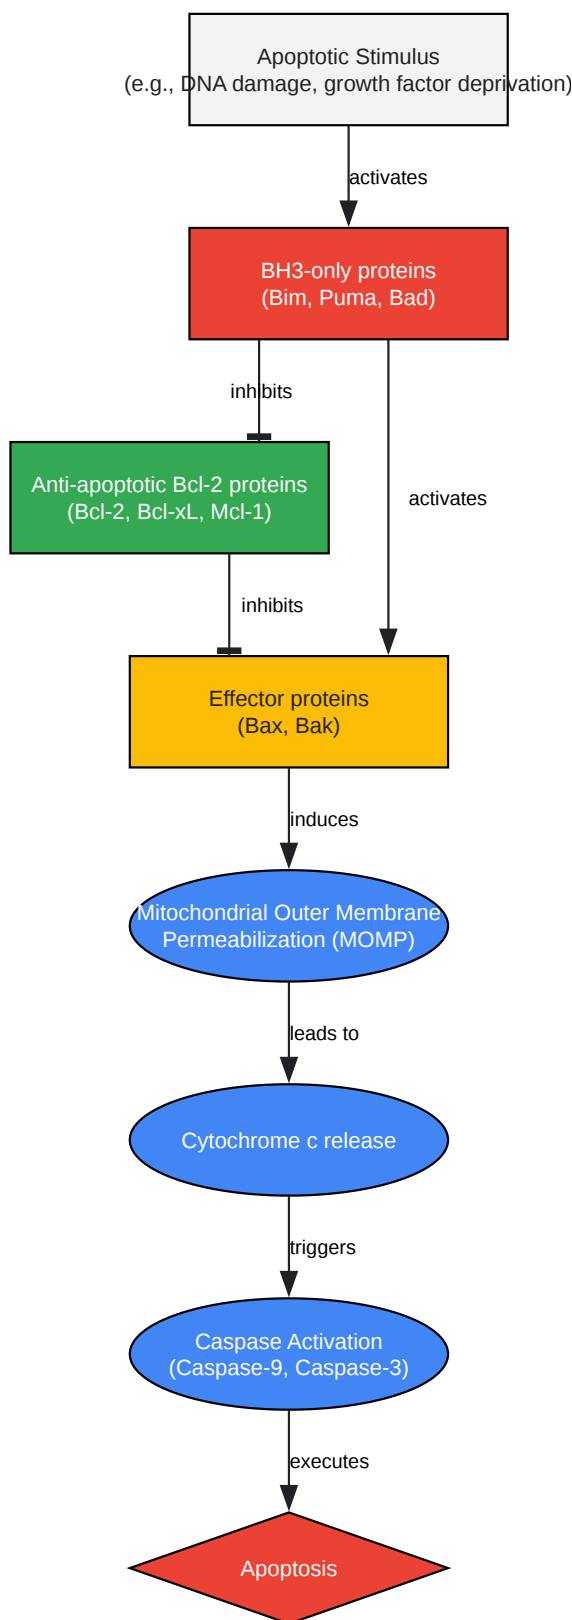 Apoptotic Stimulus
(e.g., DNA damage, growth factor deprivation)
activates
BH3-only proteins
(Bim, Puma, Bad)
inhibits
Anti-apoptotic Bcl-2 proteins
(Bcl-2, Bcl-xL, Mcl-1)
activates
inhibits
Effector proteins
(Bax, Bak)
induces
Mitochondrial Outer Membrane
Permeabilization (MOMP)
leads to
Cytochrome c release
triggers
Caspase Activation
(Caspase-9, Caspase-3)
executes
Apoptosis